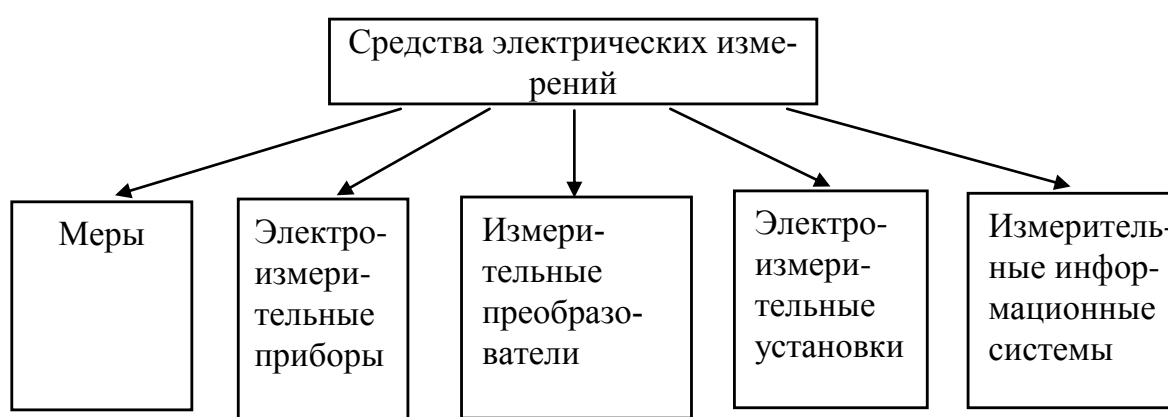 Средства электрических изме-
рений
Меры
Электро-
измери-
тельные
приборы
Измери-
тельные
преобразо-
ватели
Электро-
измери-
тельные
установки
Измеритель-
ные инфор-
мационные
системы